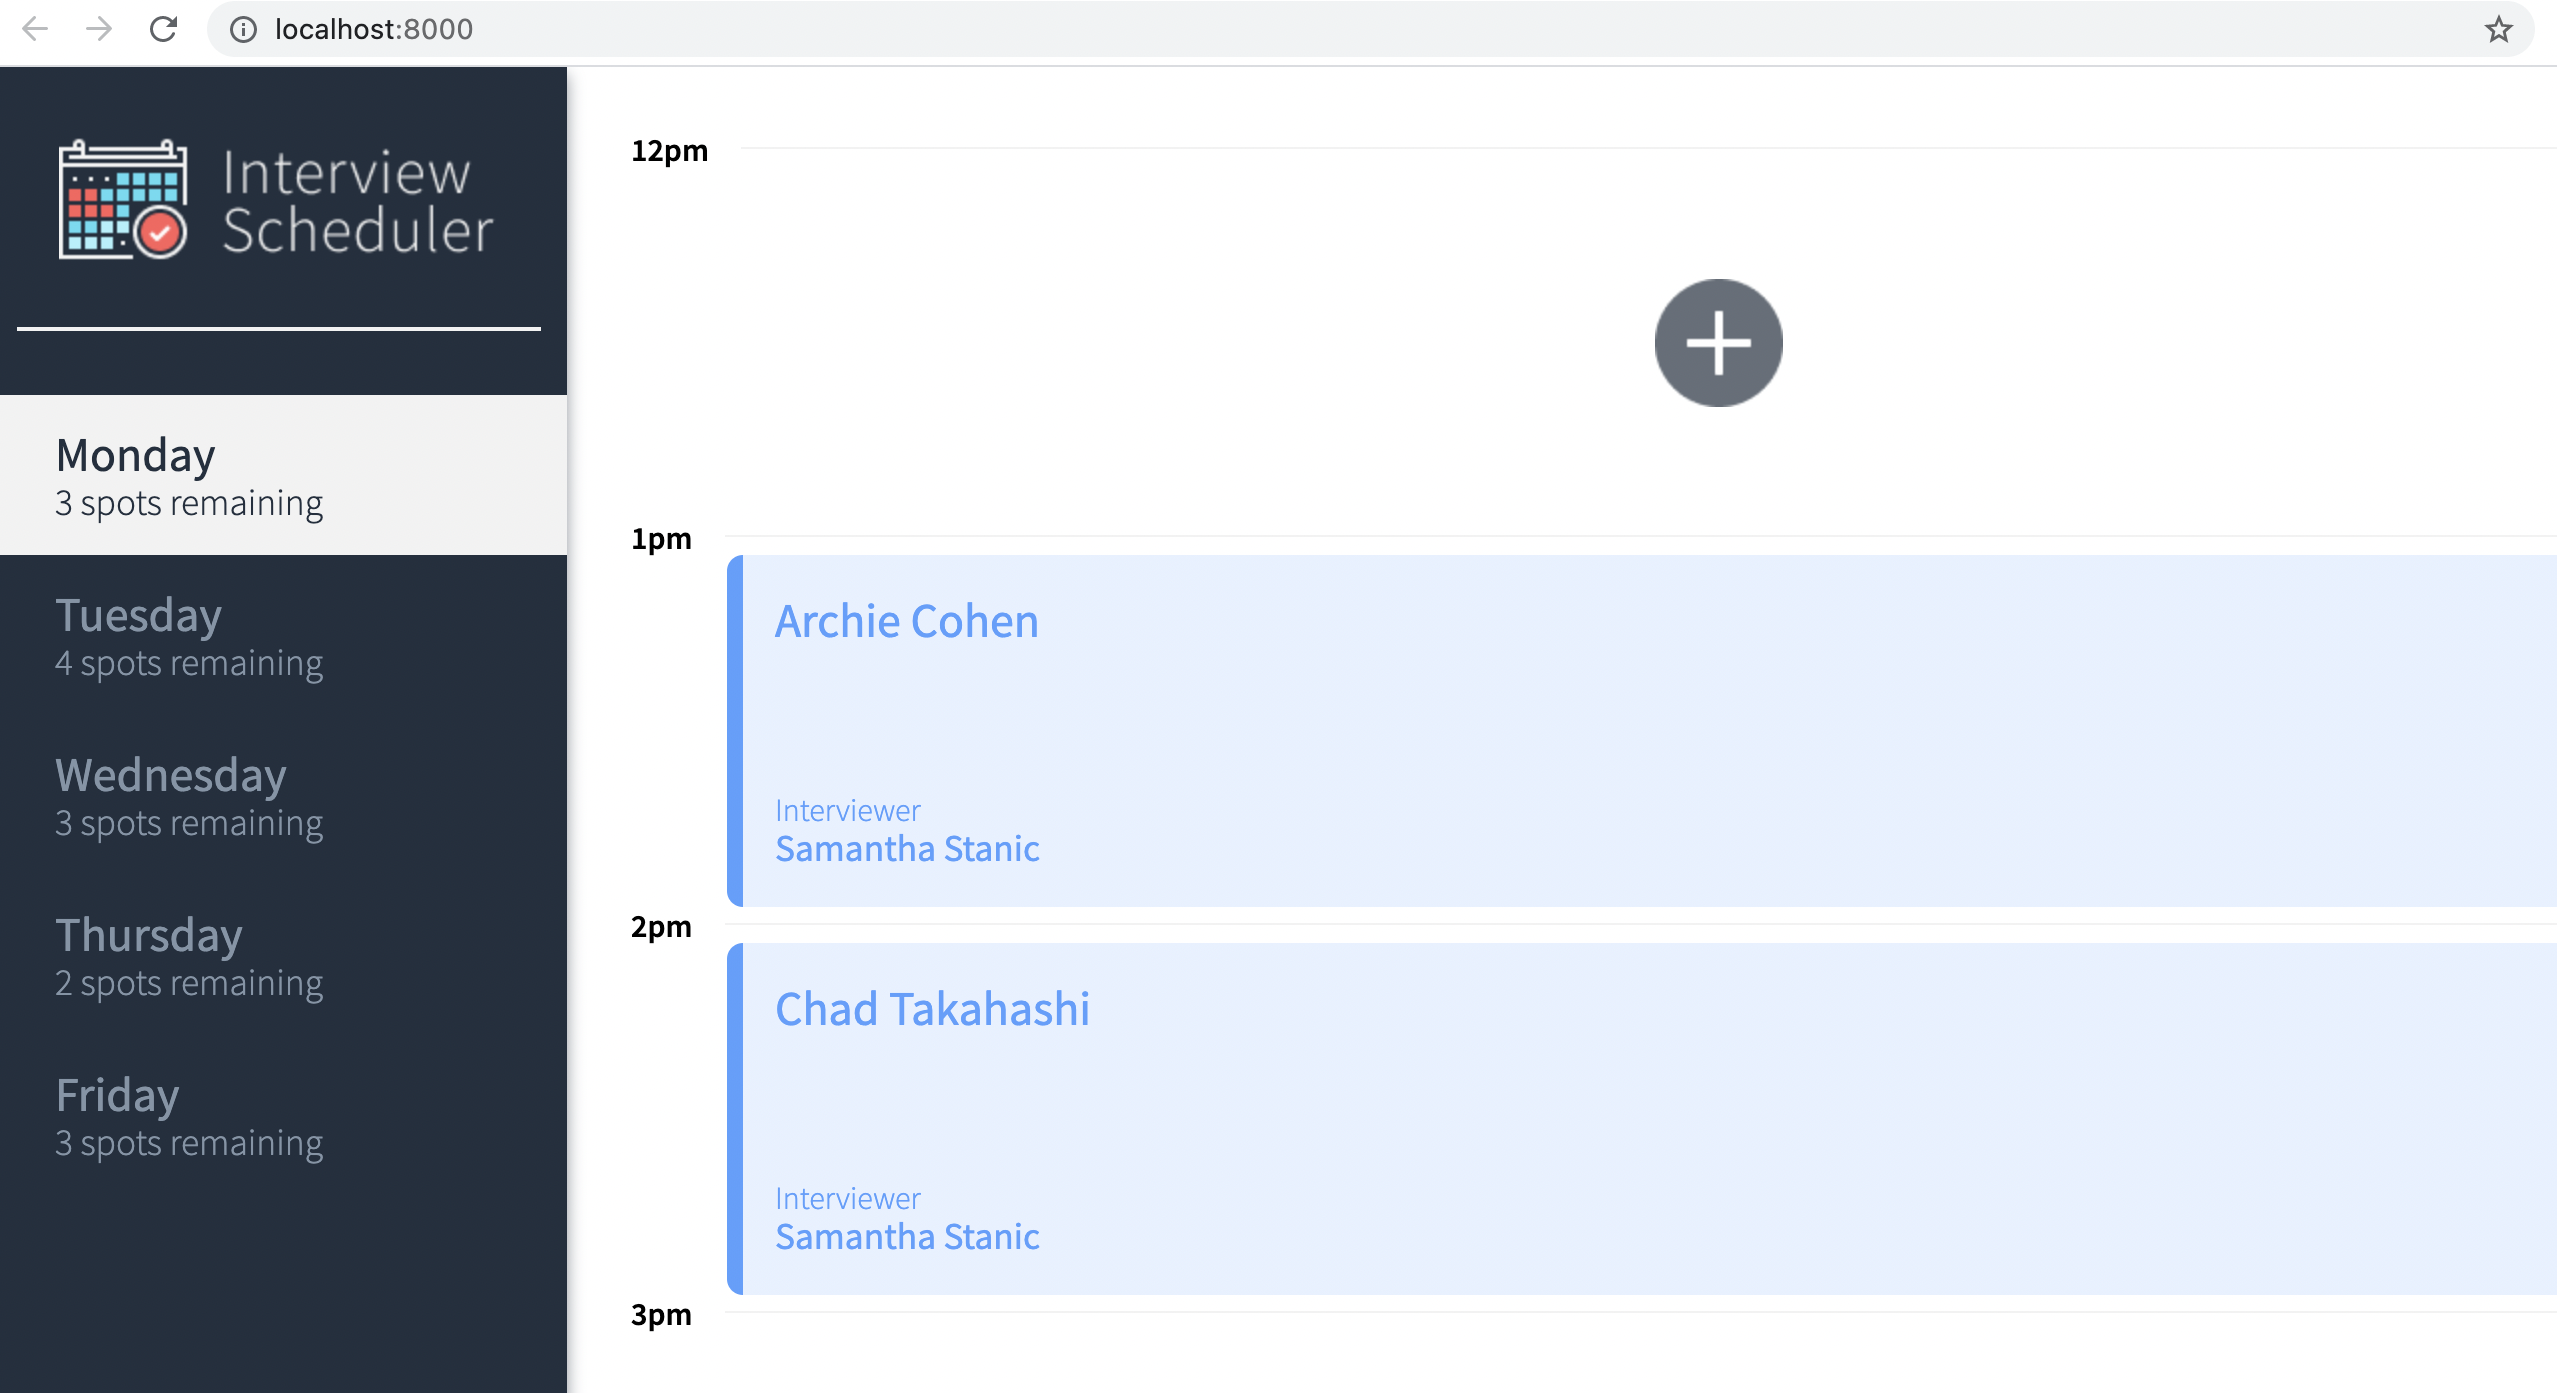 localhost:8000
Interview
Scheduler
Monday
3 spots remaining
Tuesday
4 spots remaining
Wednesday
3 spots remaining
Thursday
2 spots remaining
Friday
3 spots remaining
12pm
1pm
Archie Cohen
Interviewer
Samantha Stanic
2pm
Chad Takahashi
Interviewer
Samantha Stanic
3pm